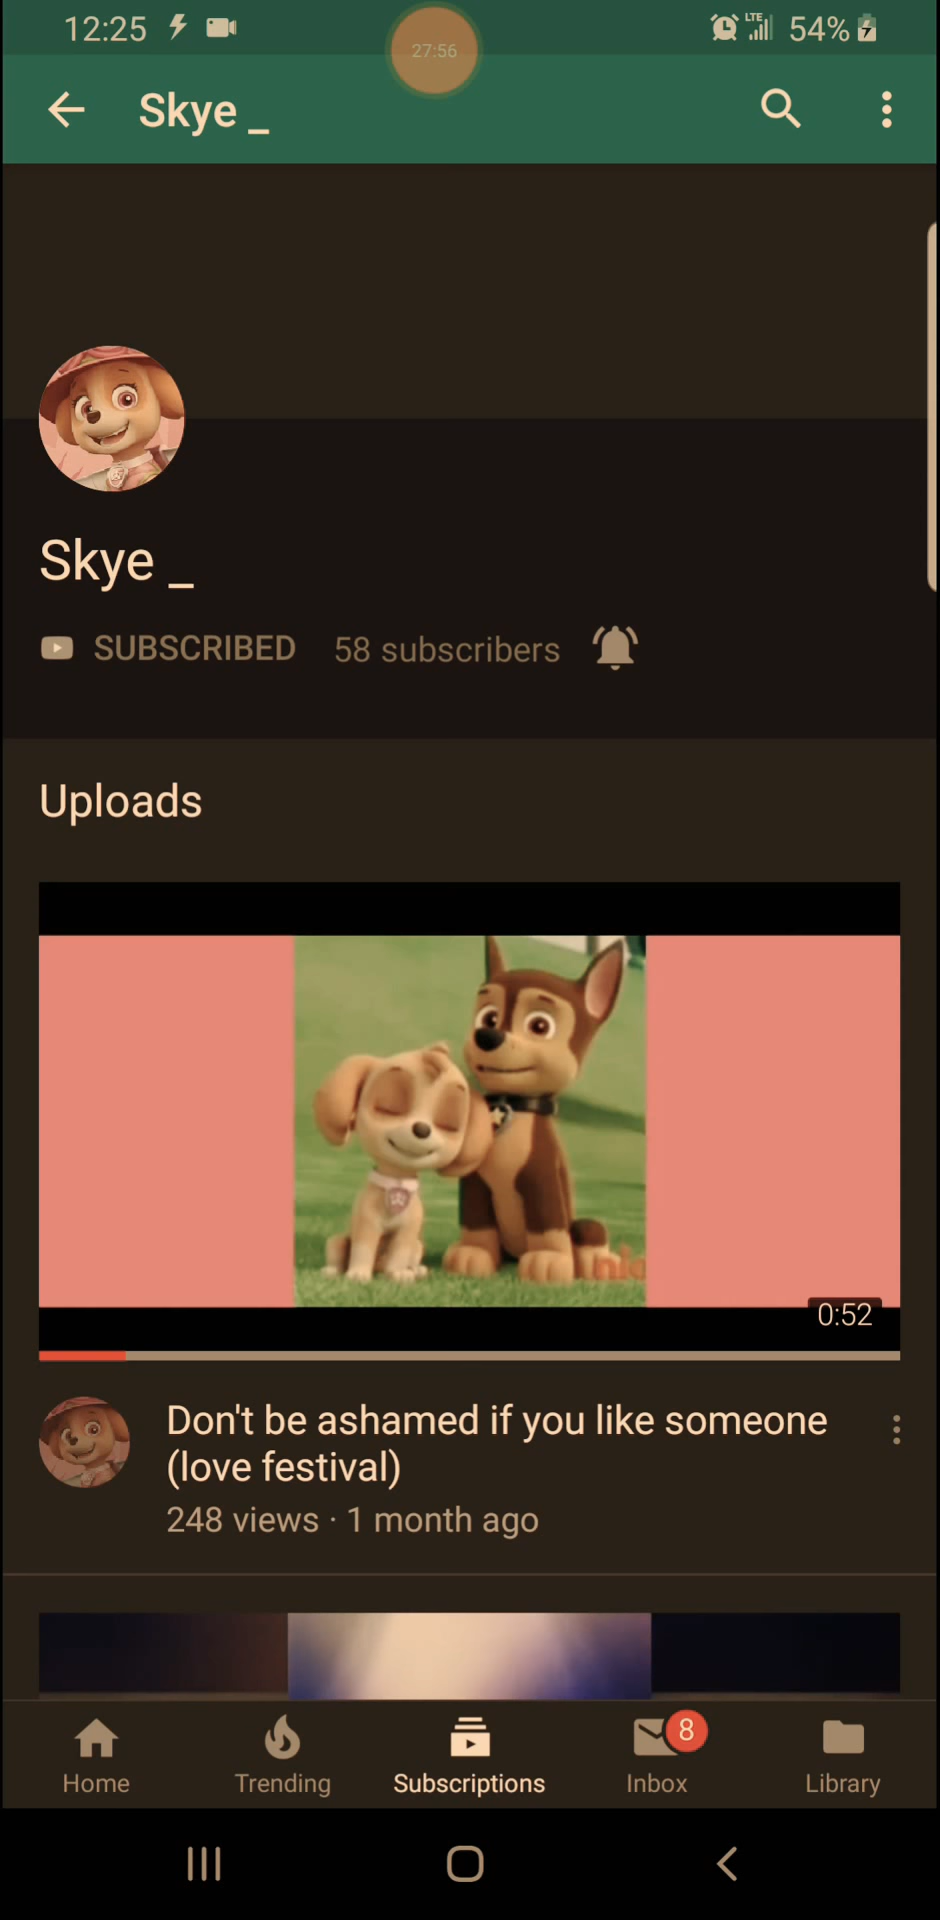 12:25
27:56
LTE
54%
Skye _
Skye _
SUBSCRIBED 58 subscribers
Uploads
0:52
Don't be ashamed if you like someone
(love festival)
248 views · 1 month ago
8
Home Trending Subscriptions Inbox Library